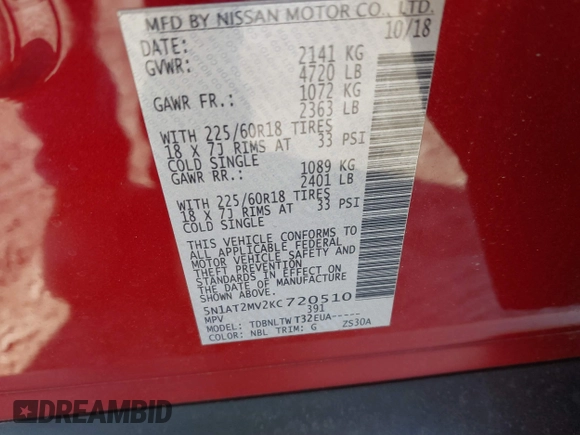 MFD BY NISSAN MOTOR CO., LTD.
DATE: 10/18
GVWR: 2141 KG
4720 LB
GAWR FR.: 1072 KG
2363 LB
WITH 225/60R18 TIRES
18 X 7J RIMS AT 33 PSI
COLD SINGLE
GAWR RR.: 1089 KG
2401 LB
WITH 225/60R18 TIRES
18 X 7J RIMS AT 33 PSI
COLD SINGLE
THIS VEHICLE CONFORMS TO
ALL APPLICABLE FEDERAL
MOTOR VEHICLE SAFETY AND
THEFT PREVENTION
STANDARDS IN EFFECT ON
THE DATE OF MANUFACTURE
SHOWN ABOVE.
5N1AT2MV2KC720510
MPV 391
MODEL: TDBNLTW T32EUA-----
COLOR: NBL TRIM: G ZS30A
DREAMBID